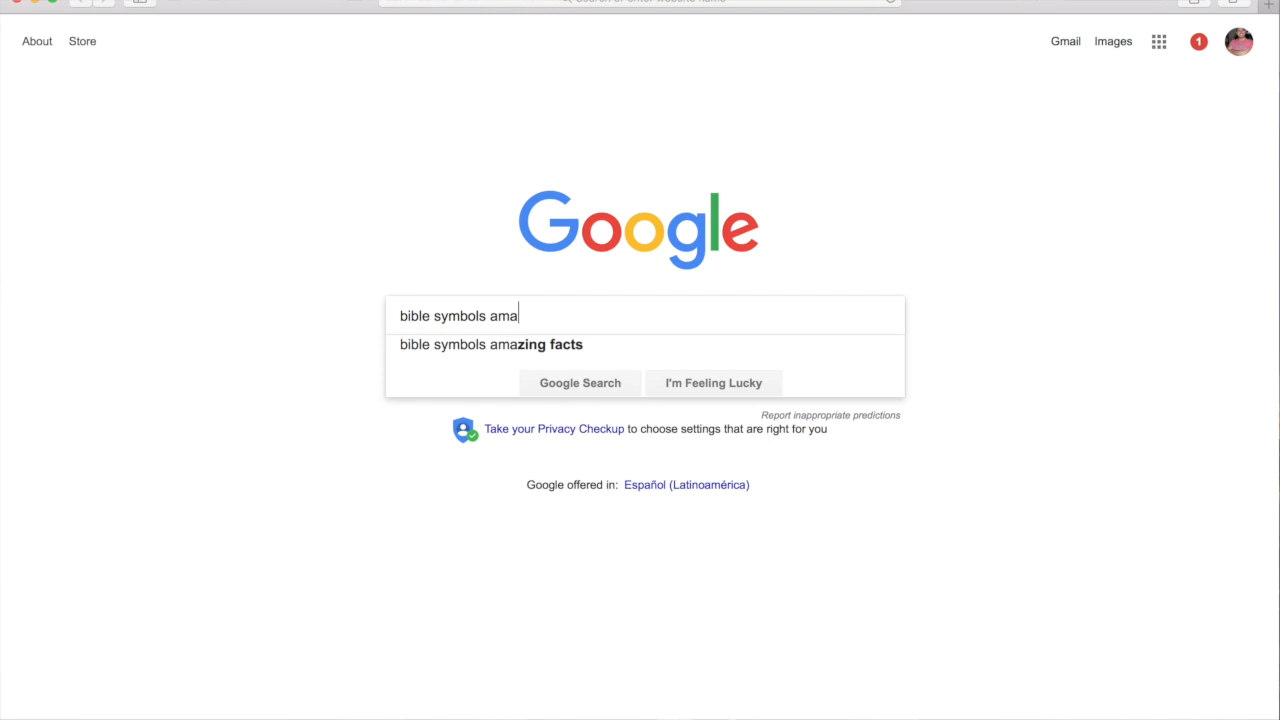 About Store
Gmail Images
1
Google
bible symbols ama
bible symbols amazing facts
Google Search I'm Feeling Lucky
Report inappropriate predictions
Take your Privacy Checkup to choose settings that are right for you
Google offered in: Español (Latinoamérica)